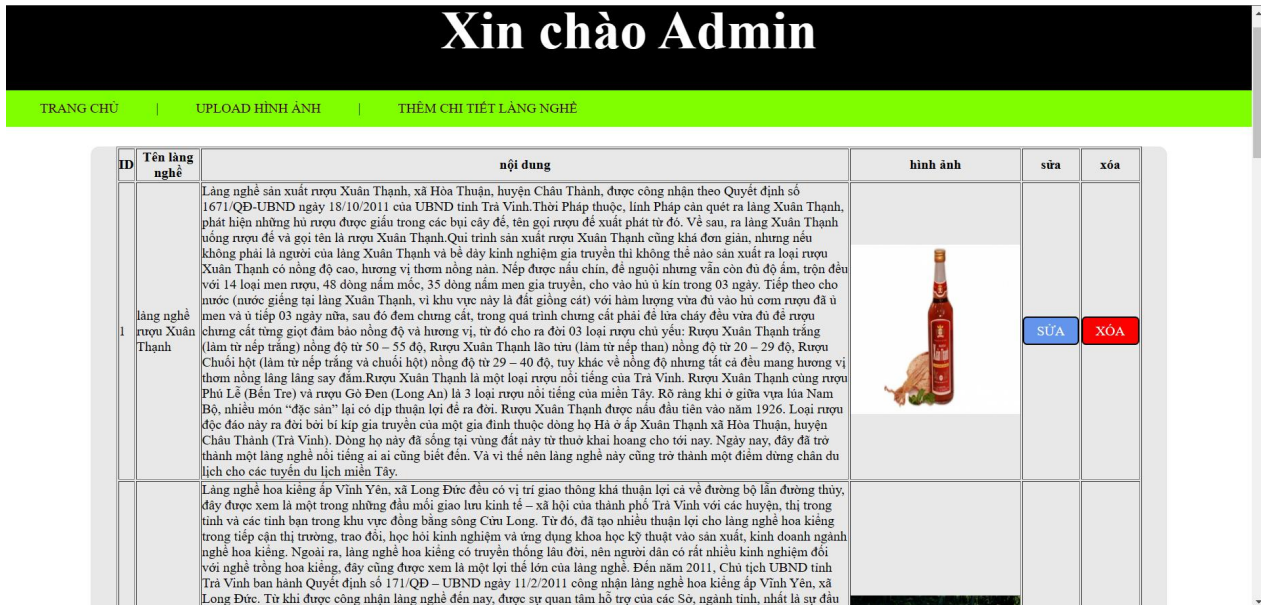 Xin chào Admin
TRANG CHỦ | UPLOAD HÌNH ẢNH | THÊM CHI TIẾT LÀNG NGHỀ
ID
Tên làng
nghề
nội dung
hình ảnh
sửa
xóa
1
làng nghề
rượu Xuân
Thạnh
Làng nghề sản xuất rượu Xuân Thạnh, xã Hòa Thuận, huyện Châu Thành, được công nhận theo Quyết định số
1671/QĐ-UBND ngày 18/10/2011 của UBND tỉnh Trà Vinh.Thời Pháp thuộc, lính Pháp càn quét ra làng Xuân Thạnh,
phát hiện những hủ rượu được giấu trong các bụi cây đế, tên gọi rượu đế xuất phát từ đó. Về sau, ra làng Xuân Thạnh
uống rượu đế và gọi tên là rượu Xuân Thạnh.Qui trình sản xuất rượu Xuân Thạnh cũng khá đơn giản, nhưng nếu
không phải là người của làng Xuân Thạnh và bề dày kinh nghiệm gia truyền thì không thể nào sản xuất ra loại rượu
Xuân Thạnh có nồng độ cao, hương vị thơm nồng nàn. Nếp được nấu chín, để nguội nhưng vẫn còn đủ độ ấm, trộn đều
với 14 loại men rượu, 48 dòng nấm mốc, 35 dòng nấm men gia truyền, cho vào hủ ủ kín trong 03 ngày. Tiếp theo cho
nước (nước giếng tại làng Xuân Thạnh, vì khu vực này là đất giồng cát) với hàm lượng vừa đủ vào hủ cơm rượu đã ủ
men và ủ tiếp 03 ngày nữa, sau đó đem chưng cất, trong quá trình chưng cất phải để lửa cháy đều vừa đủ để rượu
chưng cất từng giọt đảm bảo nồng độ và hương vị, từ đó cho ra đời 03 loại rượu chủ yếu: Rượu Xuân Thạnh trắng
(làm từ nếp trắng) nồng độ từ 50 – 55 độ, Rượu Xuân Thạnh lão tửu (làm từ nếp than) nồng độ từ 20 – 29 độ, Rượu
Chuối hột (làm từ nếp trắng và chuối hột) nồng độ từ 29 – 40 độ, tuy khác về nồng độ nhưng tất cả đều mang hương vị
thơm nồng lâng lâng say đắm.Rượu Xuân Thạnh là một loại rượu nổi tiếng của Trà Vinh. Rượu Xuân Thạnh cùng rượu
Phú Lễ (Bến Tre) và rượu Gò Đen (Long An) là 3 loại rượu nổi tiếng của miền Tây. Rõ ràng khi ở giữa vựa lúa Nam
Bộ, nhiều món “đặc sản” lại có dịp thuận lợi để ra đời. Rượu Xuân Thạnh được nấu đầu tiên vào năm 1926. Loại rượu
độc đáo này ra đời bởi bí kíp gia truyền của một gia đình thuộc dòng họ Hà ở ấp Xuân Thạnh xã Hòa Thuận, huyện
Châu Thành (Trà Vinh). Dòng họ này đã sống tại vùng đất này từ thuở khai hoang cho tới nay. Ngày nay, đây đã trở
thành một làng nghề nổi tiếng ai ai cũng biết đến. Và vì thế nên làng nghề này cũng trở thành một điểm dừng chân du
lịch cho các tuyến du lịch miền Tây.
SỬA
XÓA
Làng nghề hoa kiểng ấp Vĩnh Yên, xã Long Đức đều có vị trí giao thông khá thuận lợi cả về đường bộ lẫn đường thủy,
đây được xem là một trong những đầu mối giao lưu kinh tế – xã hội của thành phố Trà Vinh với các huyện, thị trong
tỉnh và các tỉnh bạn trong khu vực đồng bằng sông Cửu Long. Từ đó, đã tạo nhiều thuận lợi cho làng nghề hoa kiểng
trong tiếp cận thị trường, trao đổi, học hỏi kinh nghiệm và ứng dụng khoa học kỹ thuật vào sản xuất, kinh doanh ngành
nghề hoa kiểng. Ngoài ra, làng nghề hoa kiểng có truyền thống lâu đời, nên người dân có rất nhiều kinh nghiệm đối
với nghề trồng hoa kiểng, đây cũng được xem là một lợi thế lớn của làng nghề. Đến năm 2011, Chủ tịch UBND tỉnh
Trà Vinh ban hành Quyết định số 171/QĐ – UBND ngày 11/2/2011 công nhận làng nghề hoa kiểng ấp Vĩnh Yên, xã
Long Đức. Từ khi được công nhận làng nghề đến nay, được sự quan tâm hỗ trợ của các Sở, ngành tỉnh, nhất là sự đầu